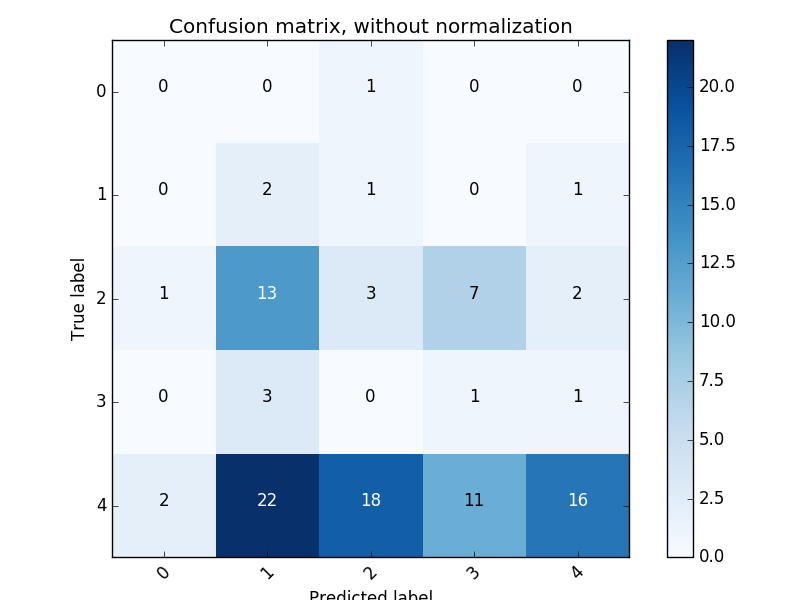 Confusion matrix, without normalization
0 0 0 1 0 0
1 0 2 1 0 1
2 1 13 3 7 2
3 0 3 0 1 1
4 2 22 18 11 16
0 1 2 3 4
True label
Predicted label
20.0
17.5
15.0
12.5
10.0
7.5
5.0
2.5
0.0